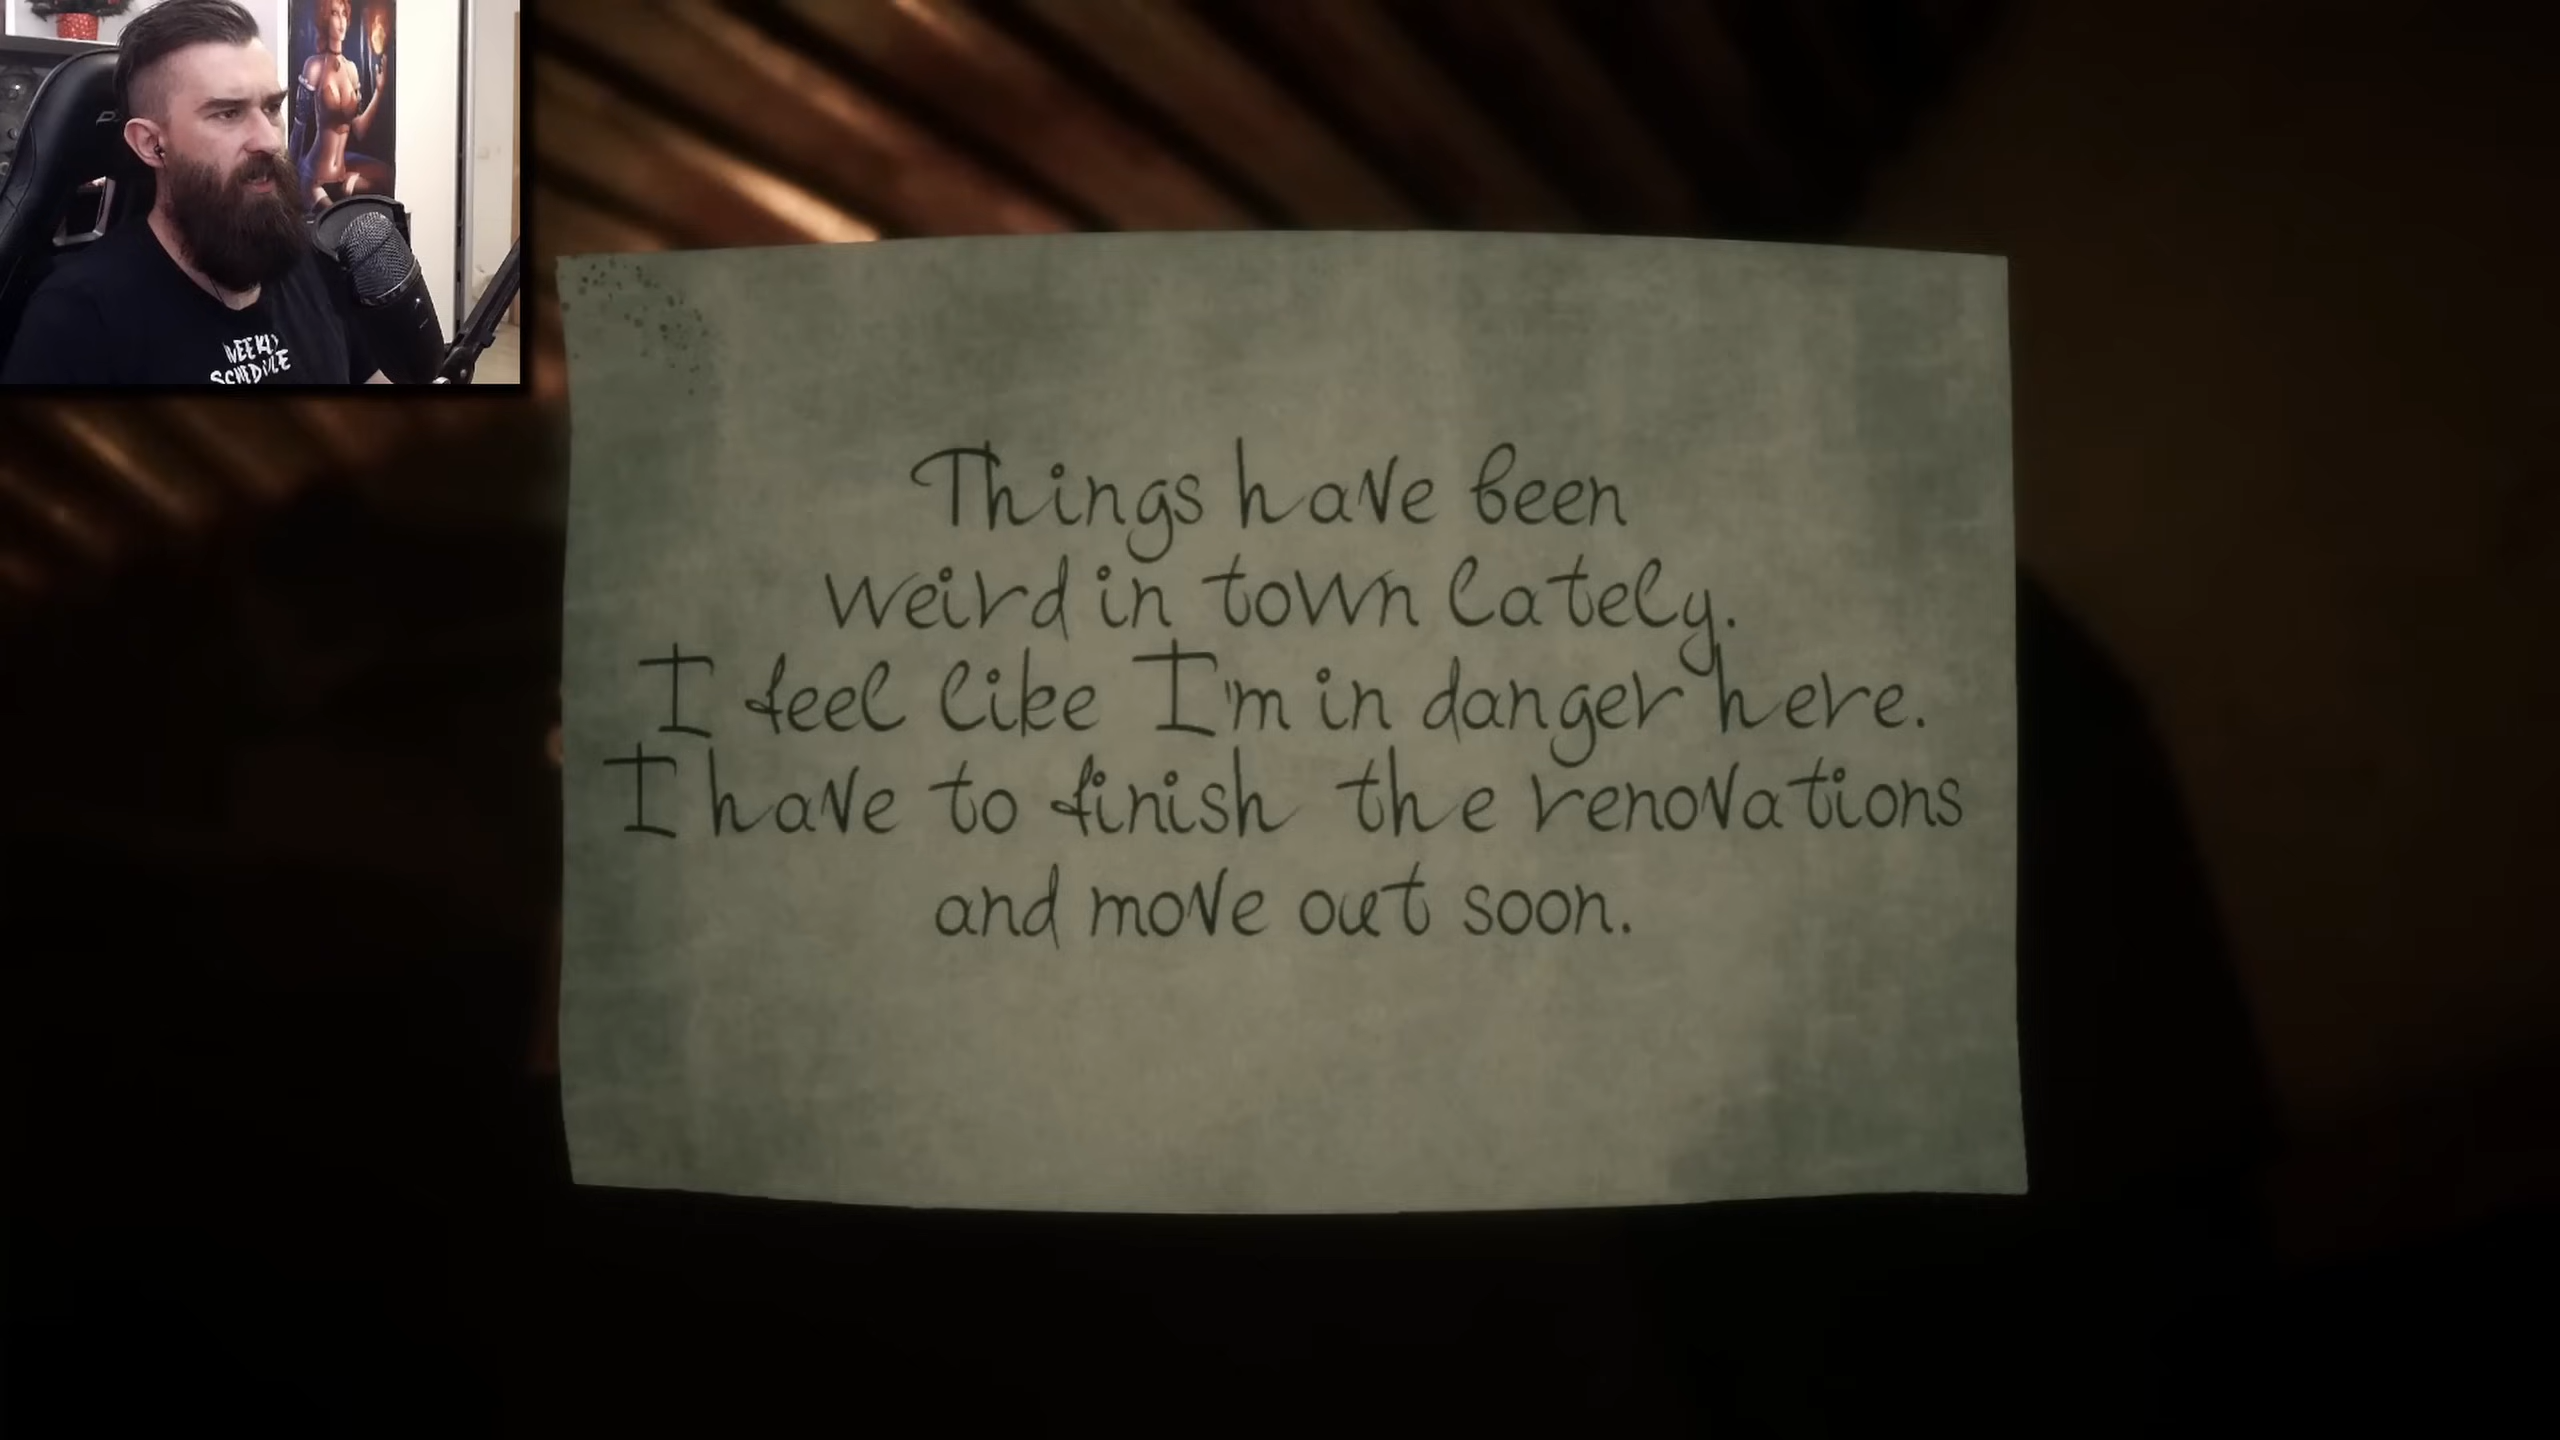 WEEKLY
SCHEDULE
Things have been
weird in town lately.
I feel like I'm in danger here.
I have to finish the renovations
and move out soon.